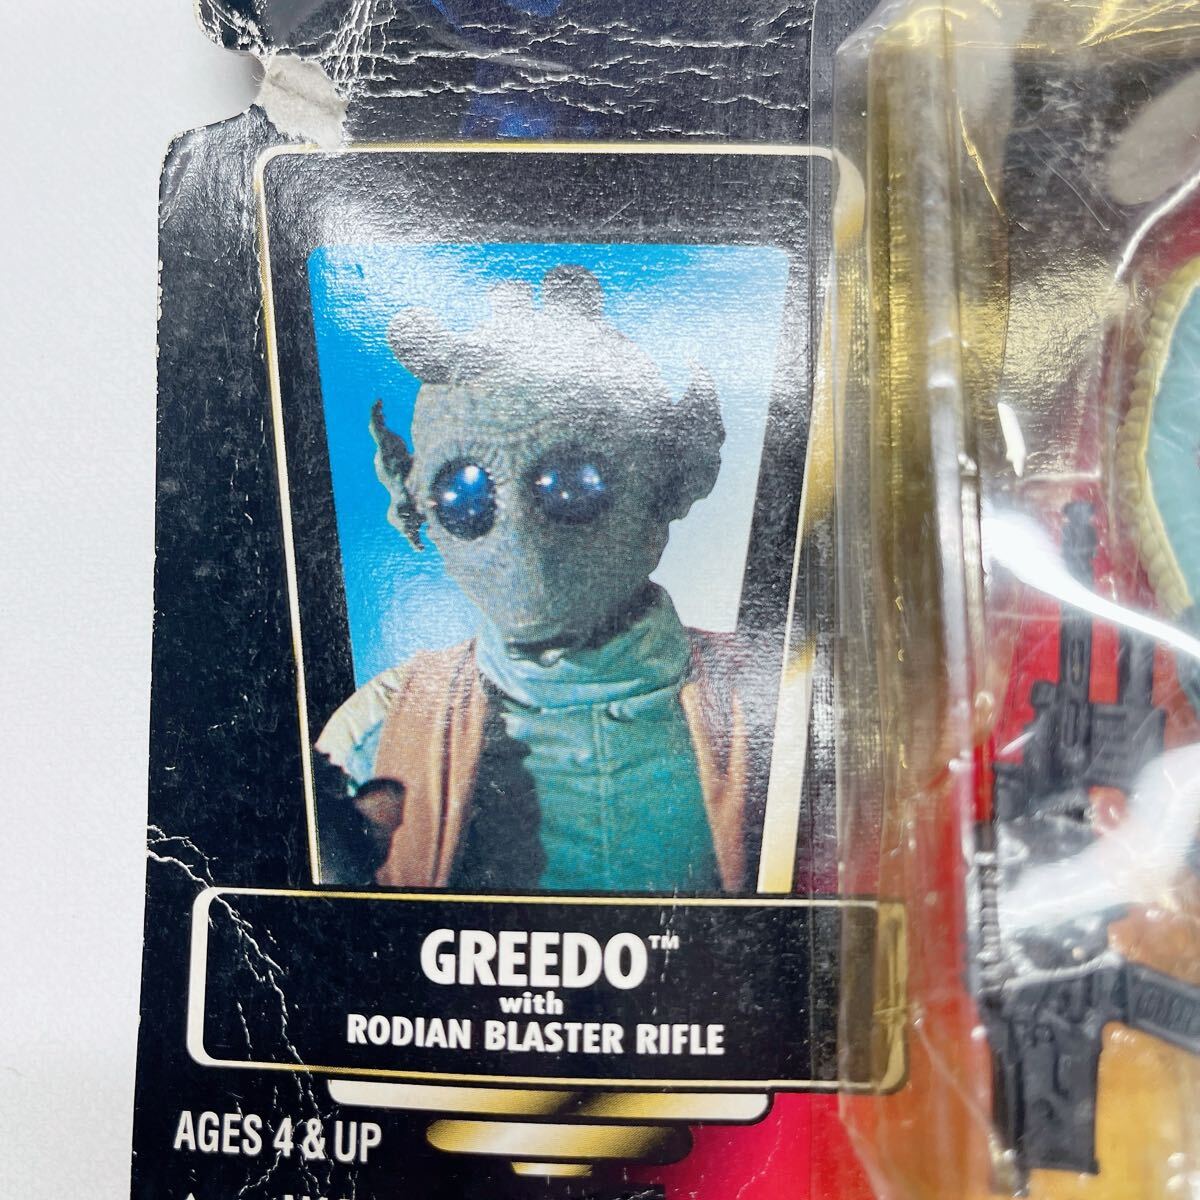 GREEDO™
with
RODIAN BLASTER RIFLE
AGES 4 & UP